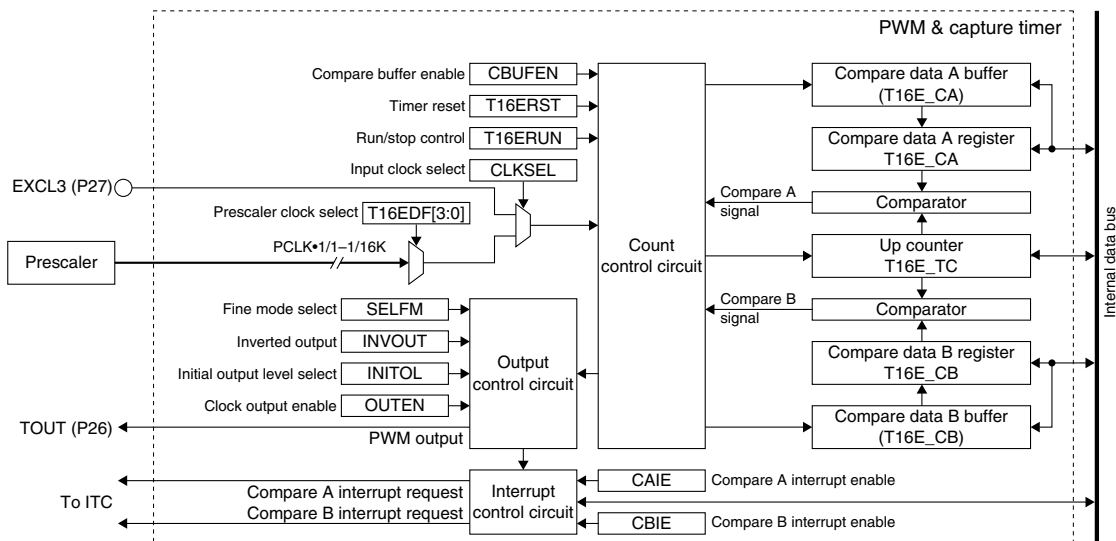 PWM & capture timer
Compare buffer enable
CBUFEN
Timer reset
T16ERST
Run/stop control
T16ERUN
Input clock select
CLKSEL
EXCL3 (P27)
Prescaler clock select
T16EDF[3:0]
Prescaler
PCLK•1/1–1/16K
Count
control circuit
Compare data A buffer
(T16E_CA)
Compare data A register
T16E_CA
Compare A
signal
Comparator
Up counter
T16E_TC
Compare B
signal
Comparator
Compare data B register
T16E_CB
Compare data B buffer
(T16E_CB)
Internal data bus
Fine mode select
SELFM
Inverted output
INVOUT
Initial output level select
INITOL
Clock output enable
OUTEN
Output
control circuit
TOUT (P26)
PWM output
To ITC
Compare A interrupt request
Compare B interrupt request
Interrupt
control circuit
CAIE
Compare A interrupt enable
CBIE
Compare B interrupt enable